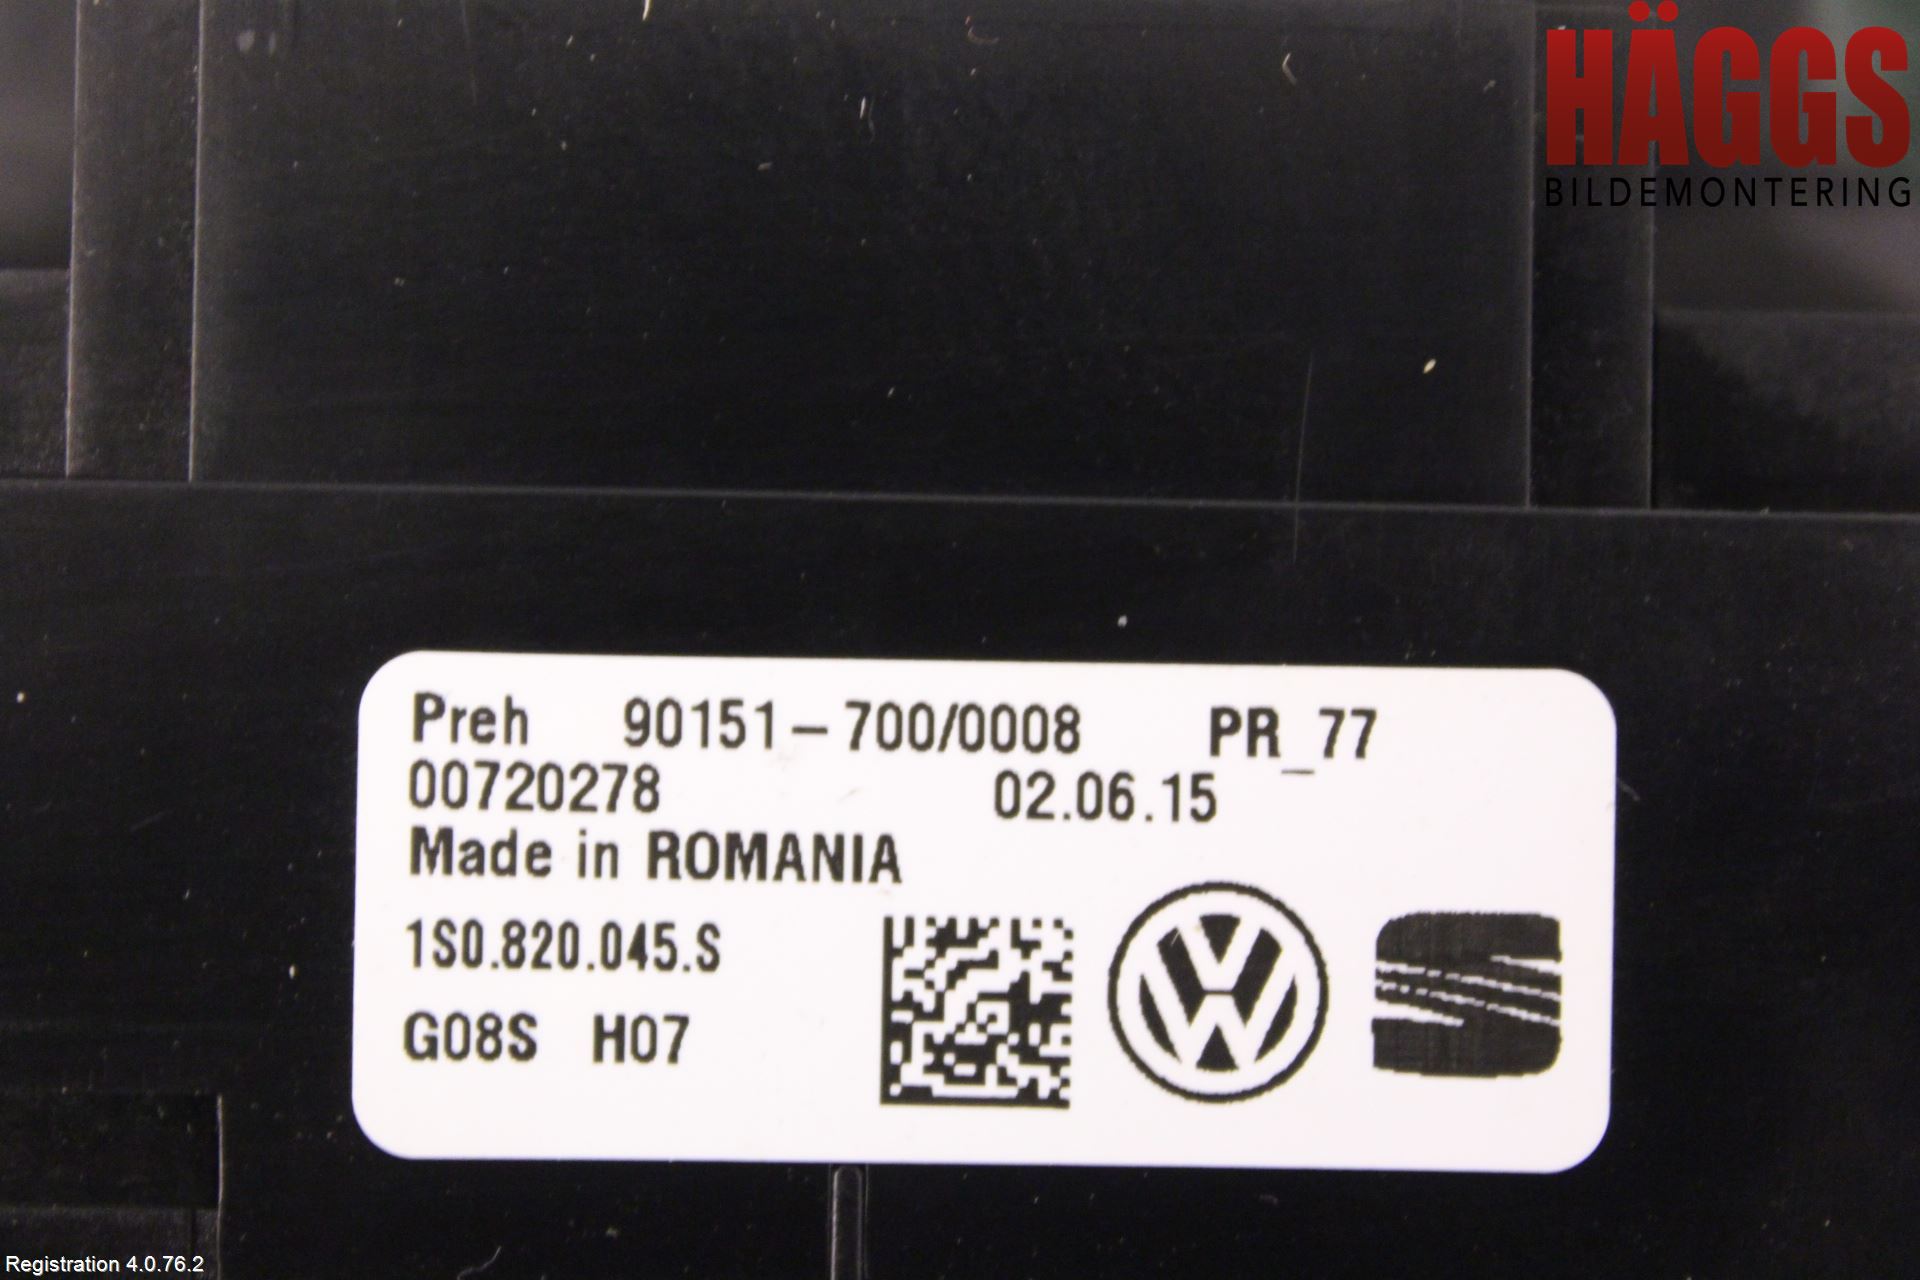 HÄGGS
BILDEMONTERING
Preh 90151-700/0008 PR_77
00720278 02.06.15
Made in ROMANIA
1S0.820.045.S
G08S H07
Registration 4.0.76.2